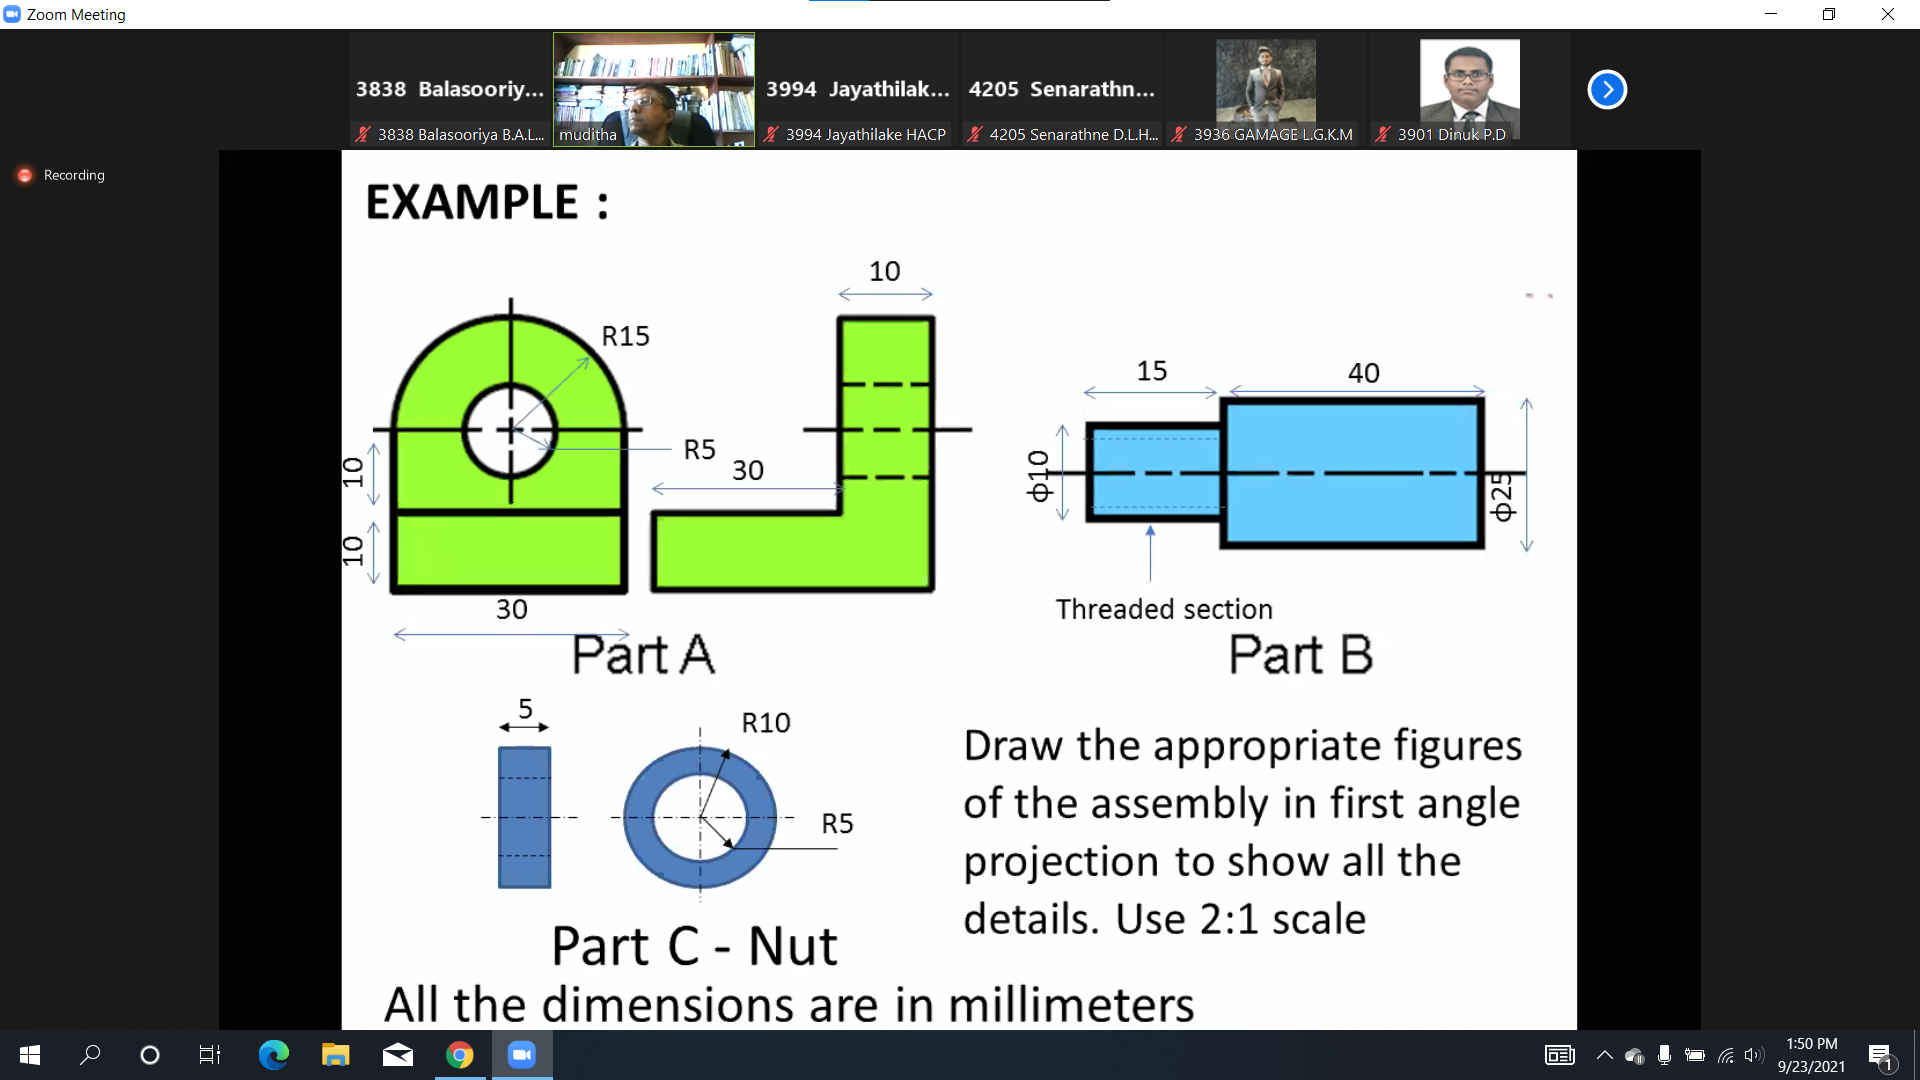 Zoom Meeting
3838 Balasooriy...
3994 Jayathilak...
4205 Senarathn...
3838 Balasooriya B.A.L...
muditha
3994 Jayathilake HACP
4205 Senarathne D.L.H...
3936 GAMAGE L.G.K.M
3901 Dinuk P.D
Recording
EXAMPLE :
10
R15
R5
30
10
10
30
Part A
15
40
ϕ10
ϕ25
Threaded section
Part B
5
R10
R5
Part C - Nut
Draw the appropriate figures
of the assembly in first angle
projection to show all the
details. Use 2:1 scale
All the dimensions are in millimeters
1:50 PM
9/23/2021
1